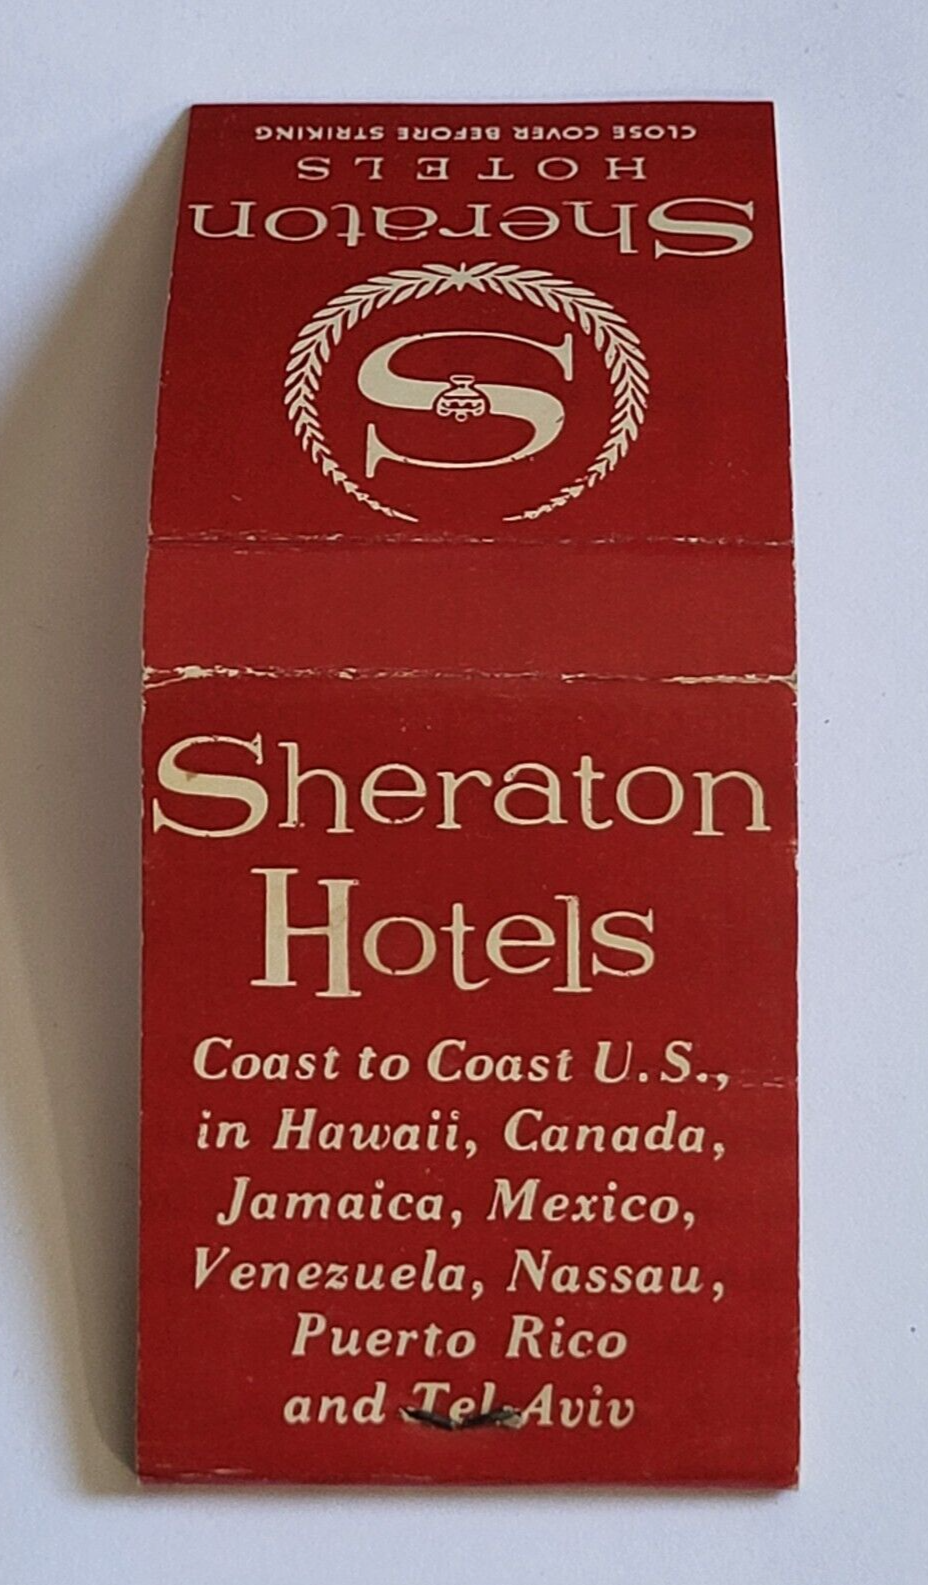 CLOSE COVER BEFORE STRIKING
HOTELS
Sheraton
S
Sheraton
Hotels
Coast to Coast U.S.,
in Hawaii, Canada,
Jamaica, Mexico,
Venezuela, Nassau,
Puerto Rico
and Tel-Aviv